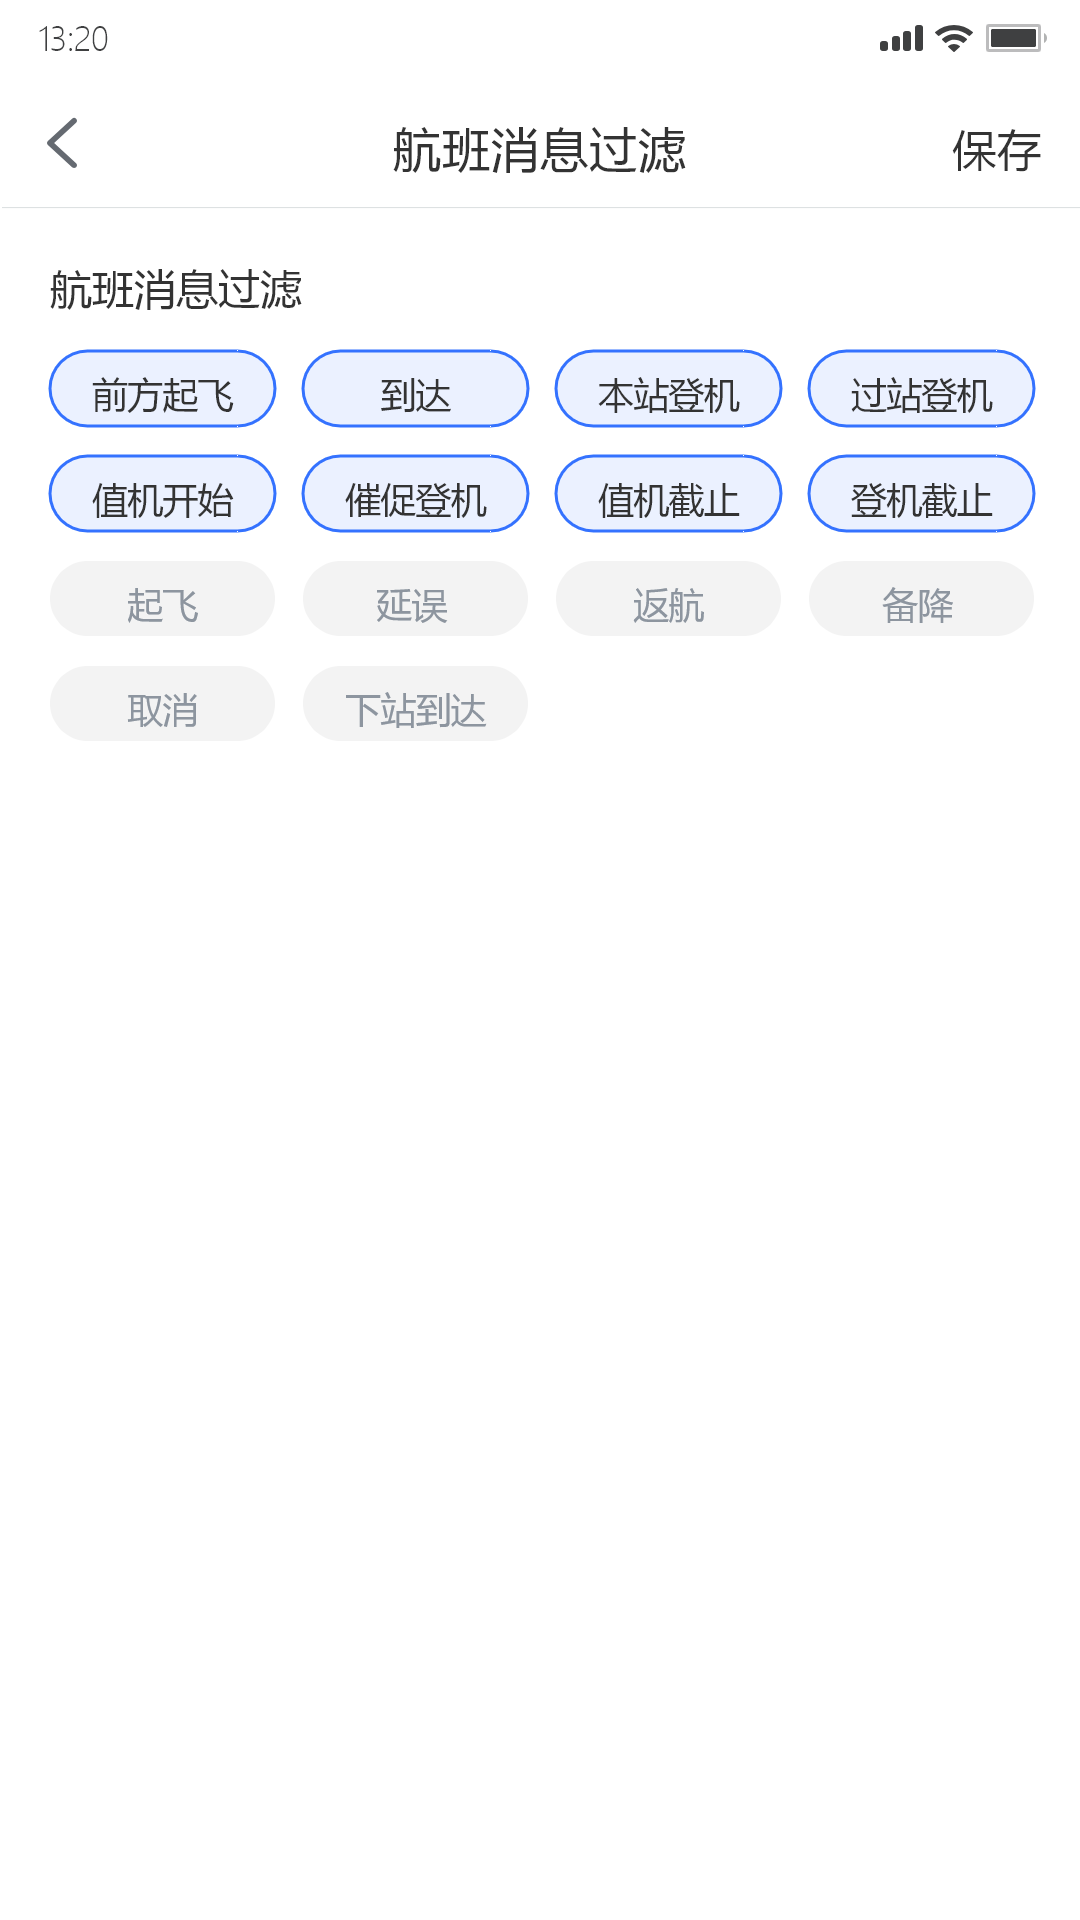 13:20
航班消息过滤 保存
航班消息过滤
前方起飞 到达 本站登机 过站登机
值机开始 催促登机 值机截止 登机截止
起飞 延误 返航 备降
取消 下站到达